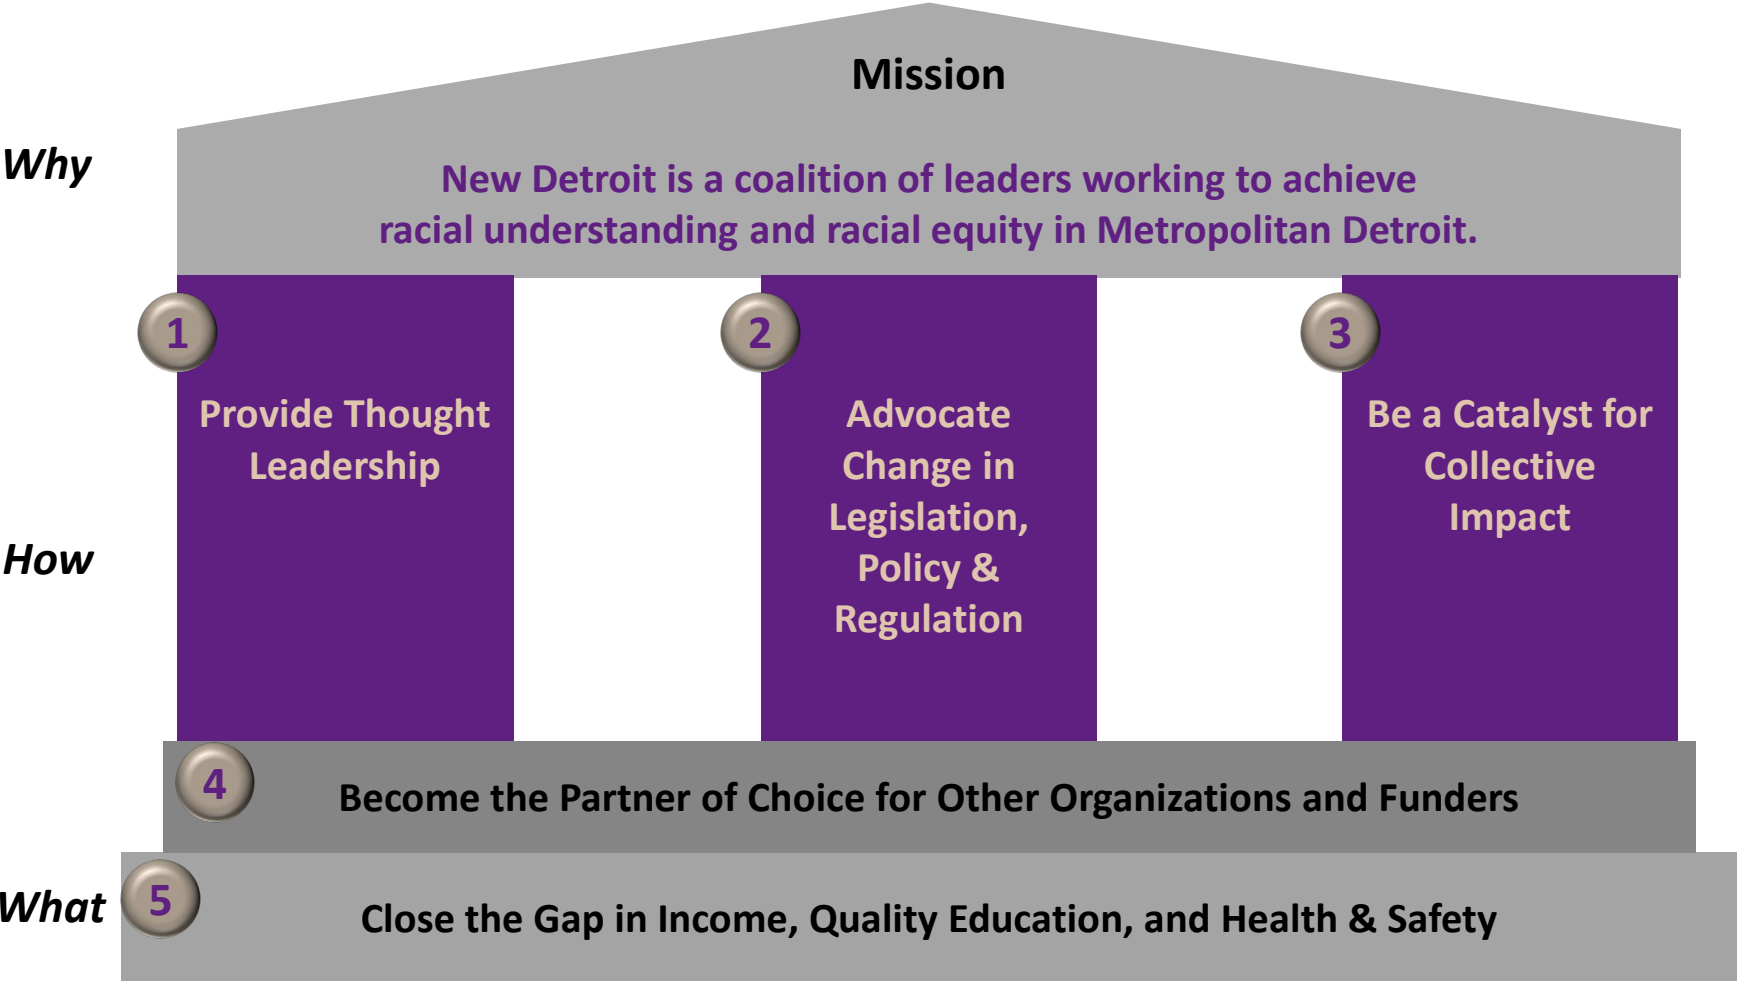 Mission
Why
New Detroit is a coalition of leaders working to achieve
racial understanding and racial equity in Metropolitan Detroit.
1
Provide Thought
Leadership
2
Advocate
Change in
Legislation,
Policy &
Regulation
3
Be a Catalyst for
Collective
Impact
How
4
Become the Partner of Choice for Other Organizations and Funders
What
5
Close the Gap in Income, Quality Education, and Health & Safety